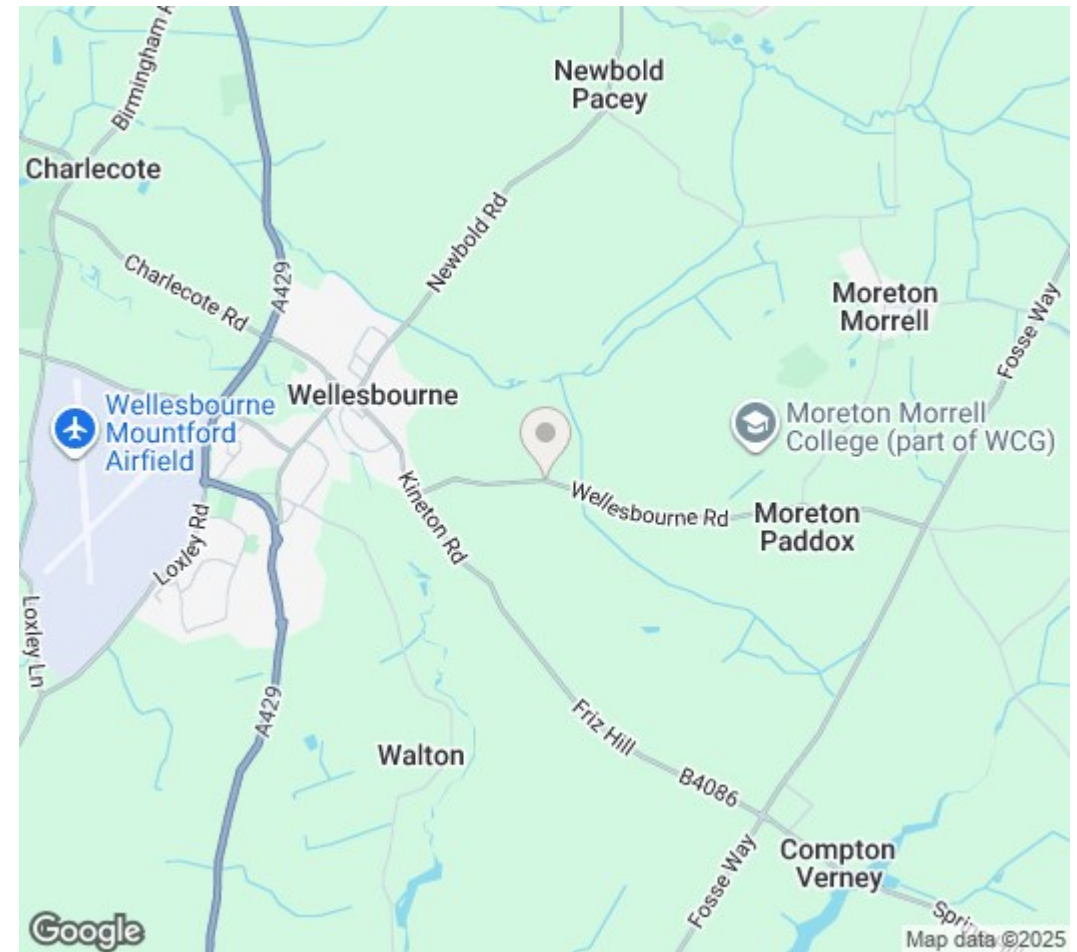 Birmingham R
Newbold
Pacey
Charlecote
Newbold Rd
Charlecote Rd
A429
Moreton
Morrell
Fosse Way
Wellesbourne
Wellesbourne
Mountford
Airfield
Moreton Morrell
College (part of WCG)
Kineton Rd
Wellesbourne Rd
Moreton
Paddox
Loxley Rd
Loxley Ln
A429
Friz Hill
Walton
B4086
Compton
Verney
Fosse Way
Google
Map data ©2025